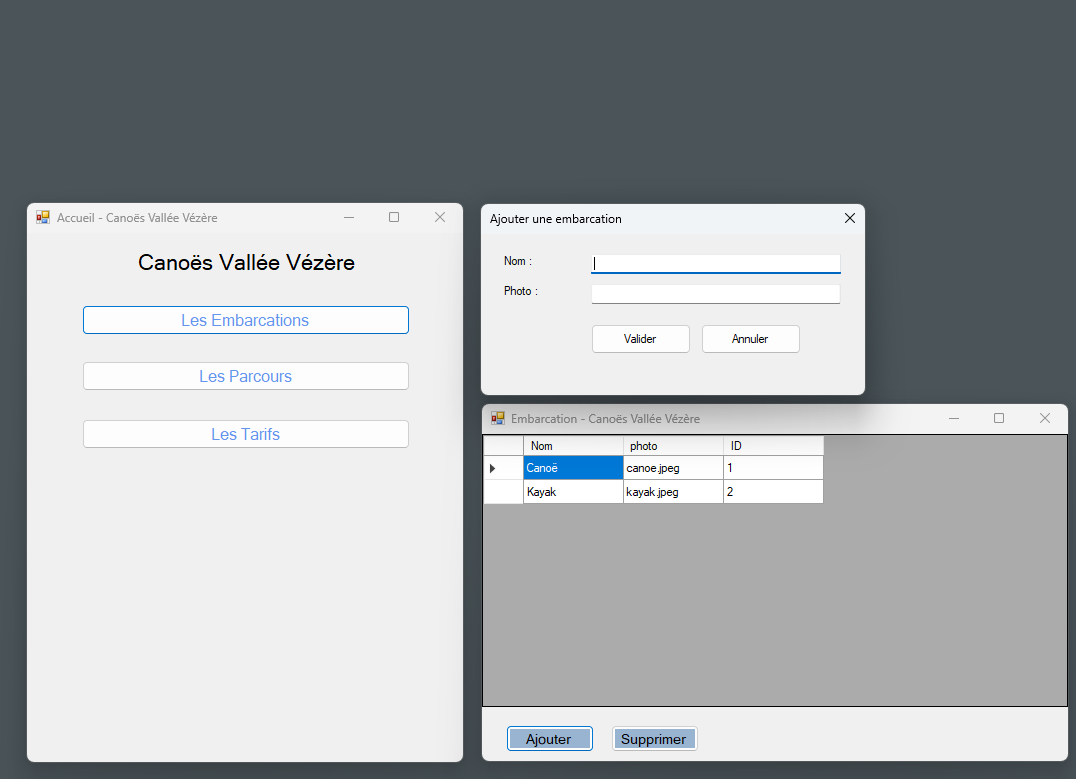 Accueil - Canoës Vallée Vézère
Canoës Vallée Vézère
Les Embarcations
Les Parcours
Les Tarifs
Ajouter une embarcation
Nom :
Photo :
Valider Annuler
Embarcation - Canoës Vallée Vézère
Nom photo ID
Canoë canoe.jpeg 1
Kayak kayak.jpeg 2
Ajouter Supprimer